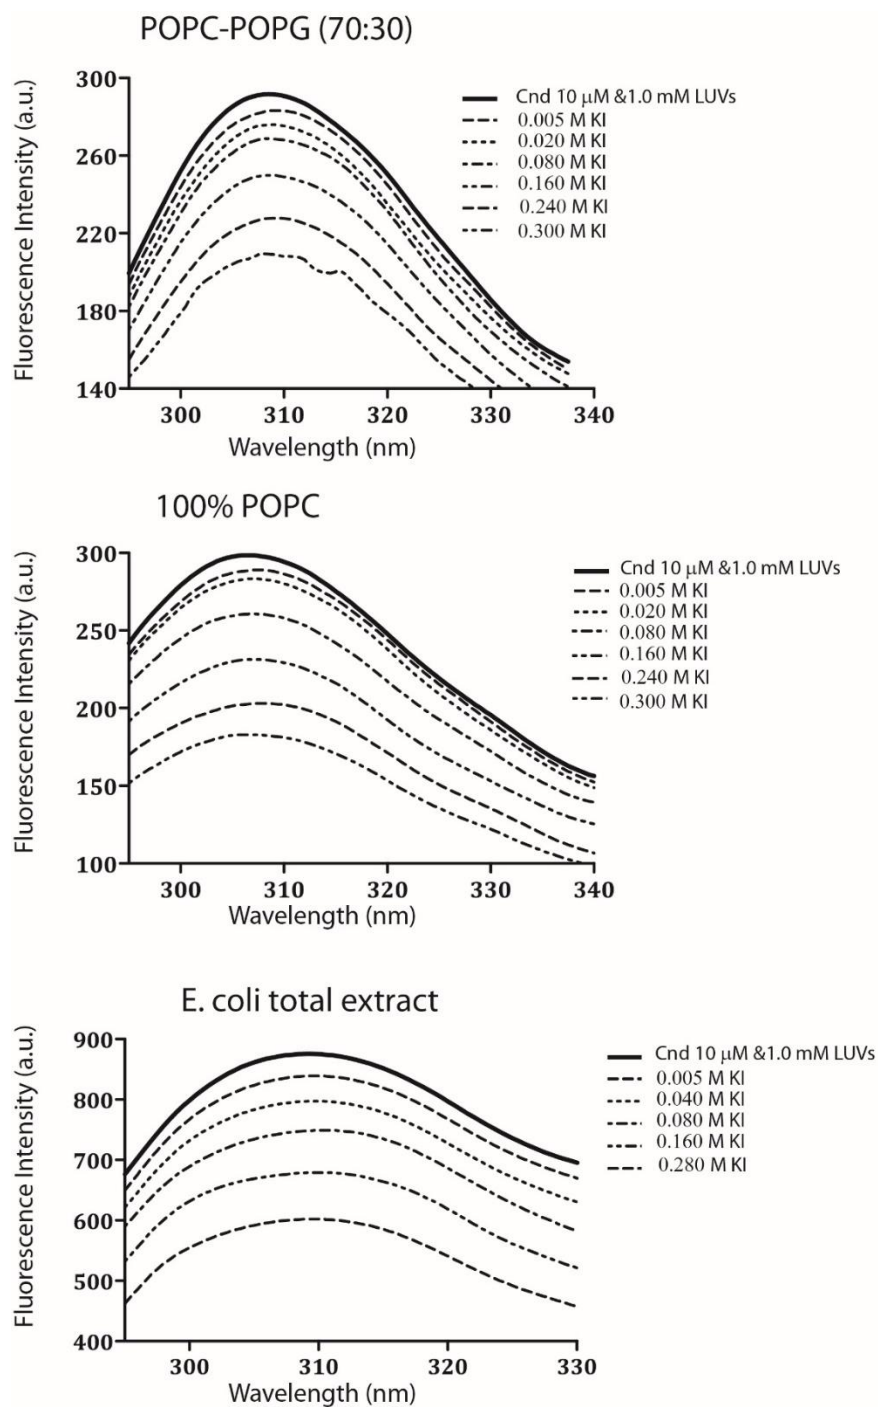 POPC-POPG (70:30)
Fluorescence Intensity (a.u.)
300
260
220
180
140
300 310 320 330 340
Wavelength (nm)
Cnd 10 μM &1.0 mM LUVs
0.005 M KI
0.020 M KI
0.080 M KI
0.160 M KI
0.240 M KI
0.300 M KI
100% POPC
Fluorescence Intensity (a.u.)
300
250
200
150
100
300 310 320 330 340
Wavelength (nm)
Cnd 10 μM &1.0 mM LUVs
0.005 M KI
0.020 M KI
0.080 M KI
0.160 M KI
0.240 M KI
0.300 M KI
E. coli total extract
Fluorescence Intensity (a.u.)
900
800
700
600
500
400
300 310 320 330
Wavelength (nm)
Cnd 10 μM &1.0 mM LUVs
0.005 M KI
0.040 M KI
0.080 M KI
0.160 M KI
0.280 M KI